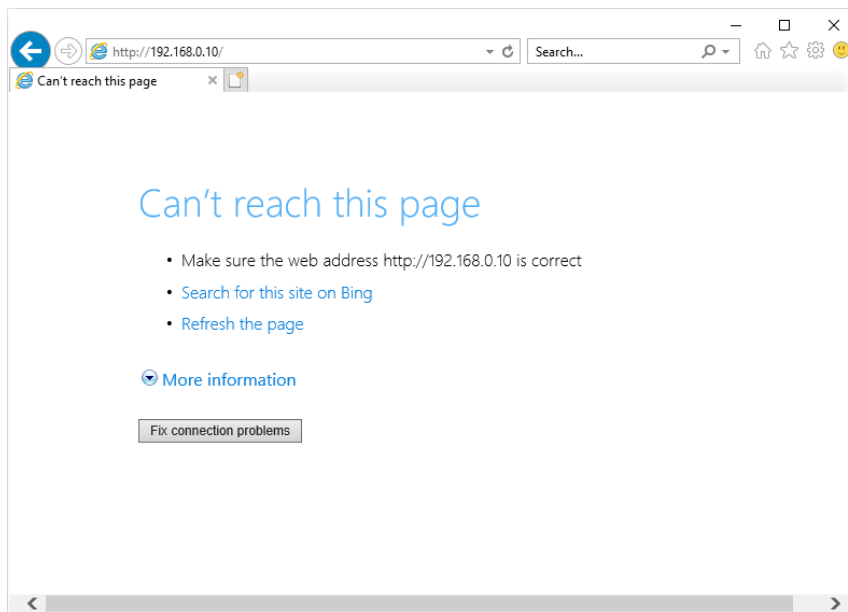 http://192.168.0.10/
Search...
Can't reach this page
Can't reach this page
• Make sure the web address http://192.168.0.10 is correct
• Search for this site on Bing
• Refresh the page
More information
Fix connection problems